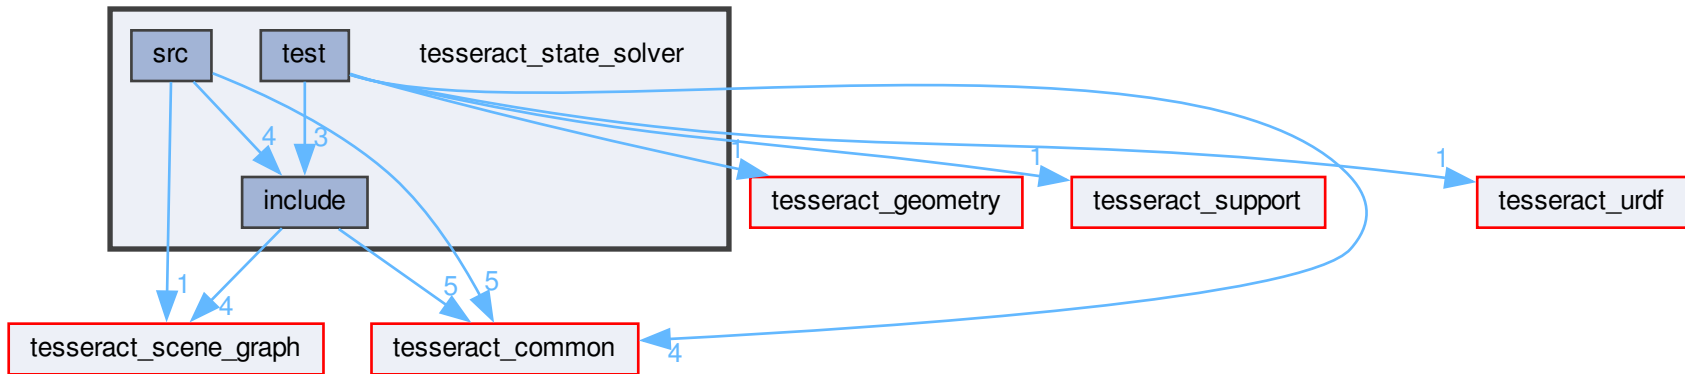 src
test
tesseract_state_solver
4
3
1
1
1
include
tesseract_geometry
tesseract_support
tesseract_urdf
1
4
5
5
4
tesseract_scene_graph
tesseract_common